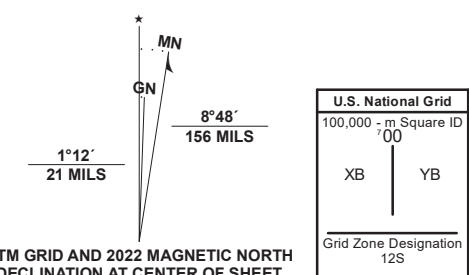 ★
MN
GN
8°48´
156 MILS
1°12´
21 MILS
TM GRID AND 2022 MAGNETIC NORTH
DECLINATION AT CENTER OF SHEET
U.S. National Grid
100,000 - m Square ID
⁷00
XB YB
Grid Zone Designation
12S